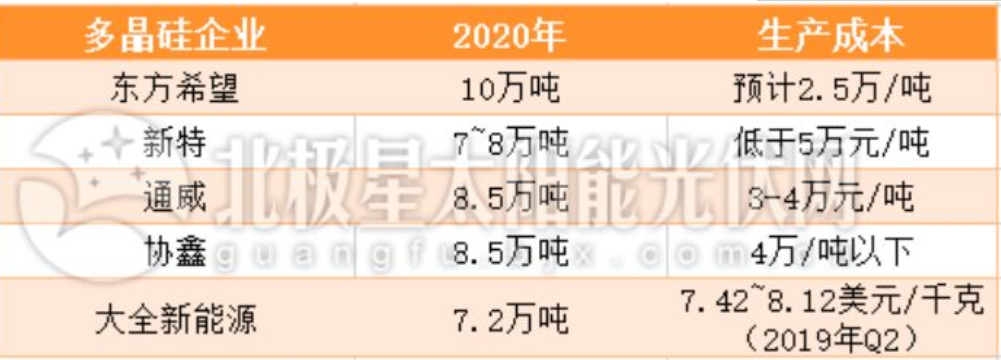 多晶硅企业 2020年 生产成本
东方希望 10万吨 预计2.5万/吨
新特 7~8万吨 低于5万元/吨
通威 8.5万吨 3-4万元/吨
协鑫 8.5万吨 4万/吨以下
大全新能源 7.2万吨 7.42~8.12美元/千克
（2019年Q2）
北极星太阳能光伏网
guangfu.bjx.com.cn